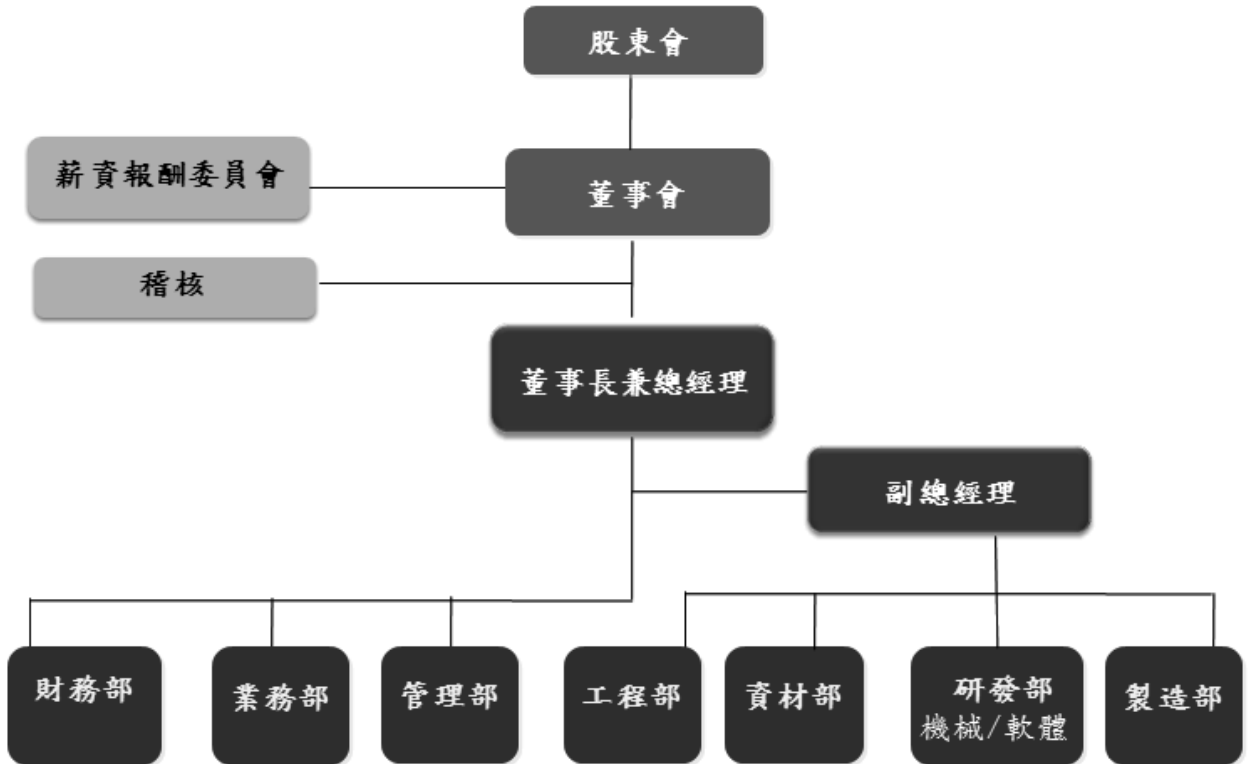 股東會
薪資報酬委員會
董事會
稽核
董事長兼總經理
副總經理
財務部
業務部
管理部
工程部
資材部
研發部
機械/軟體
製造部